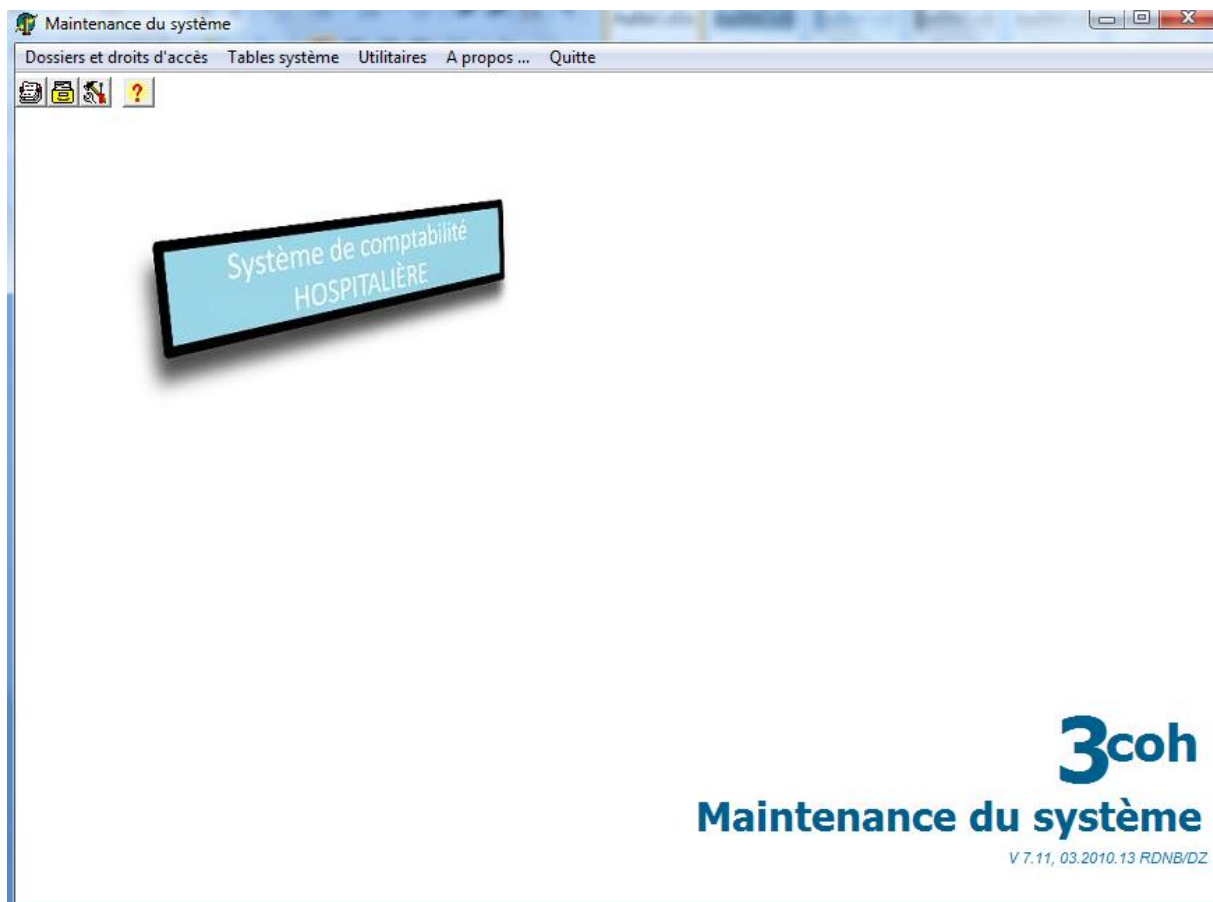 Maintenance du système
Dossiers et droits d'accès Tables système Utilitaires A propos ... Quitte
?
Système de comptabilité
HOSPITALIÈRE
3coh
Maintenance du système
V 7.11, 03.2010.13 RDNB/DZ